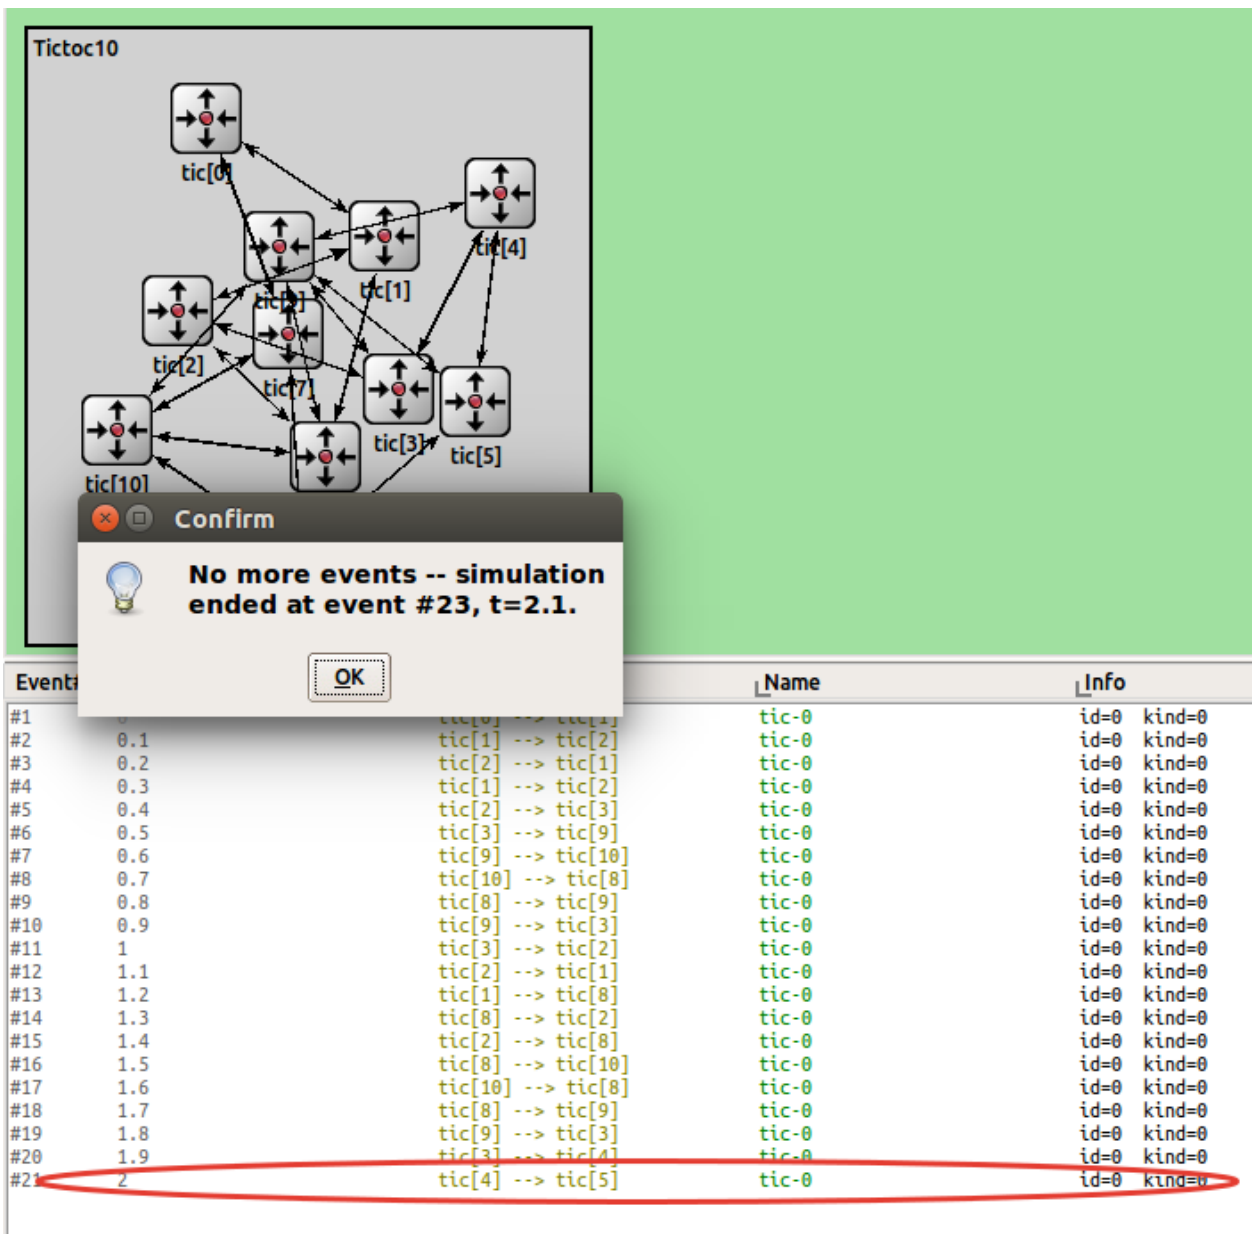 Tictoc10
tic[0]
tic[4]
tic[1]
tic[2]
tic[7]
tic[3]
tic[5]
tic[10]
Confirm
No more events -- simulation
ended at event #23, t=2.1.
OK
Name Info
#1 0 tic[0] --> tic[1] tic-0 id=0 kind=0
#2 0.1 tic[1] --> tic[2] tic-0 id=0 kind=0
#3 0.2 tic[2] --> tic[1] tic-0 id=0 kind=0
#4 0.3 tic[1] --> tic[2] tic-0 id=0 kind=0
#5 0.4 tic[2] --> tic[3] tic-0 id=0 kind=0
#6 0.5 tic[3] --> tic[9] tic-0 id=0 kind=0
#7 0.6 tic[9] --> tic[10] tic-0 id=0 kind=0
#8 0.7 tic[10] --> tic[8] tic-0 id=0 kind=0
#9 0.8 tic[8] --> tic[9] tic-0 id=0 kind=0
#10 0.9 tic[9] --> tic[3] tic-0 id=0 kind=0
#11 1 tic[3] --> tic[2] tic-0 id=0 kind=0
#12 1.1 tic[2] --> tic[1] tic-0 id=0 kind=0
#13 1.2 tic[1] --> tic[8] tic-0 id=0 kind=0
#14 1.3 tic[8] --> tic[2] tic-0 id=0 kind=0
#15 1.4 tic[2] --> tic[8] tic-0 id=0 kind=0
#16 1.5 tic[8] --> tic[10] tic-0 id=0 kind=0
#17 1.6 tic[10] --> tic[8] tic-0 id=0 kind=0
#18 1.7 tic[8] --> tic[9] tic-0 id=0 kind=0
#19 1.8 tic[9] --> tic[3] tic-0 id=0 kind=0
#20 1.9 tic[3] --> tic[4] tic-0 id=0 kind=0
#21 2 tic[4] --> tic[5] tic-0 id=0 kind=0